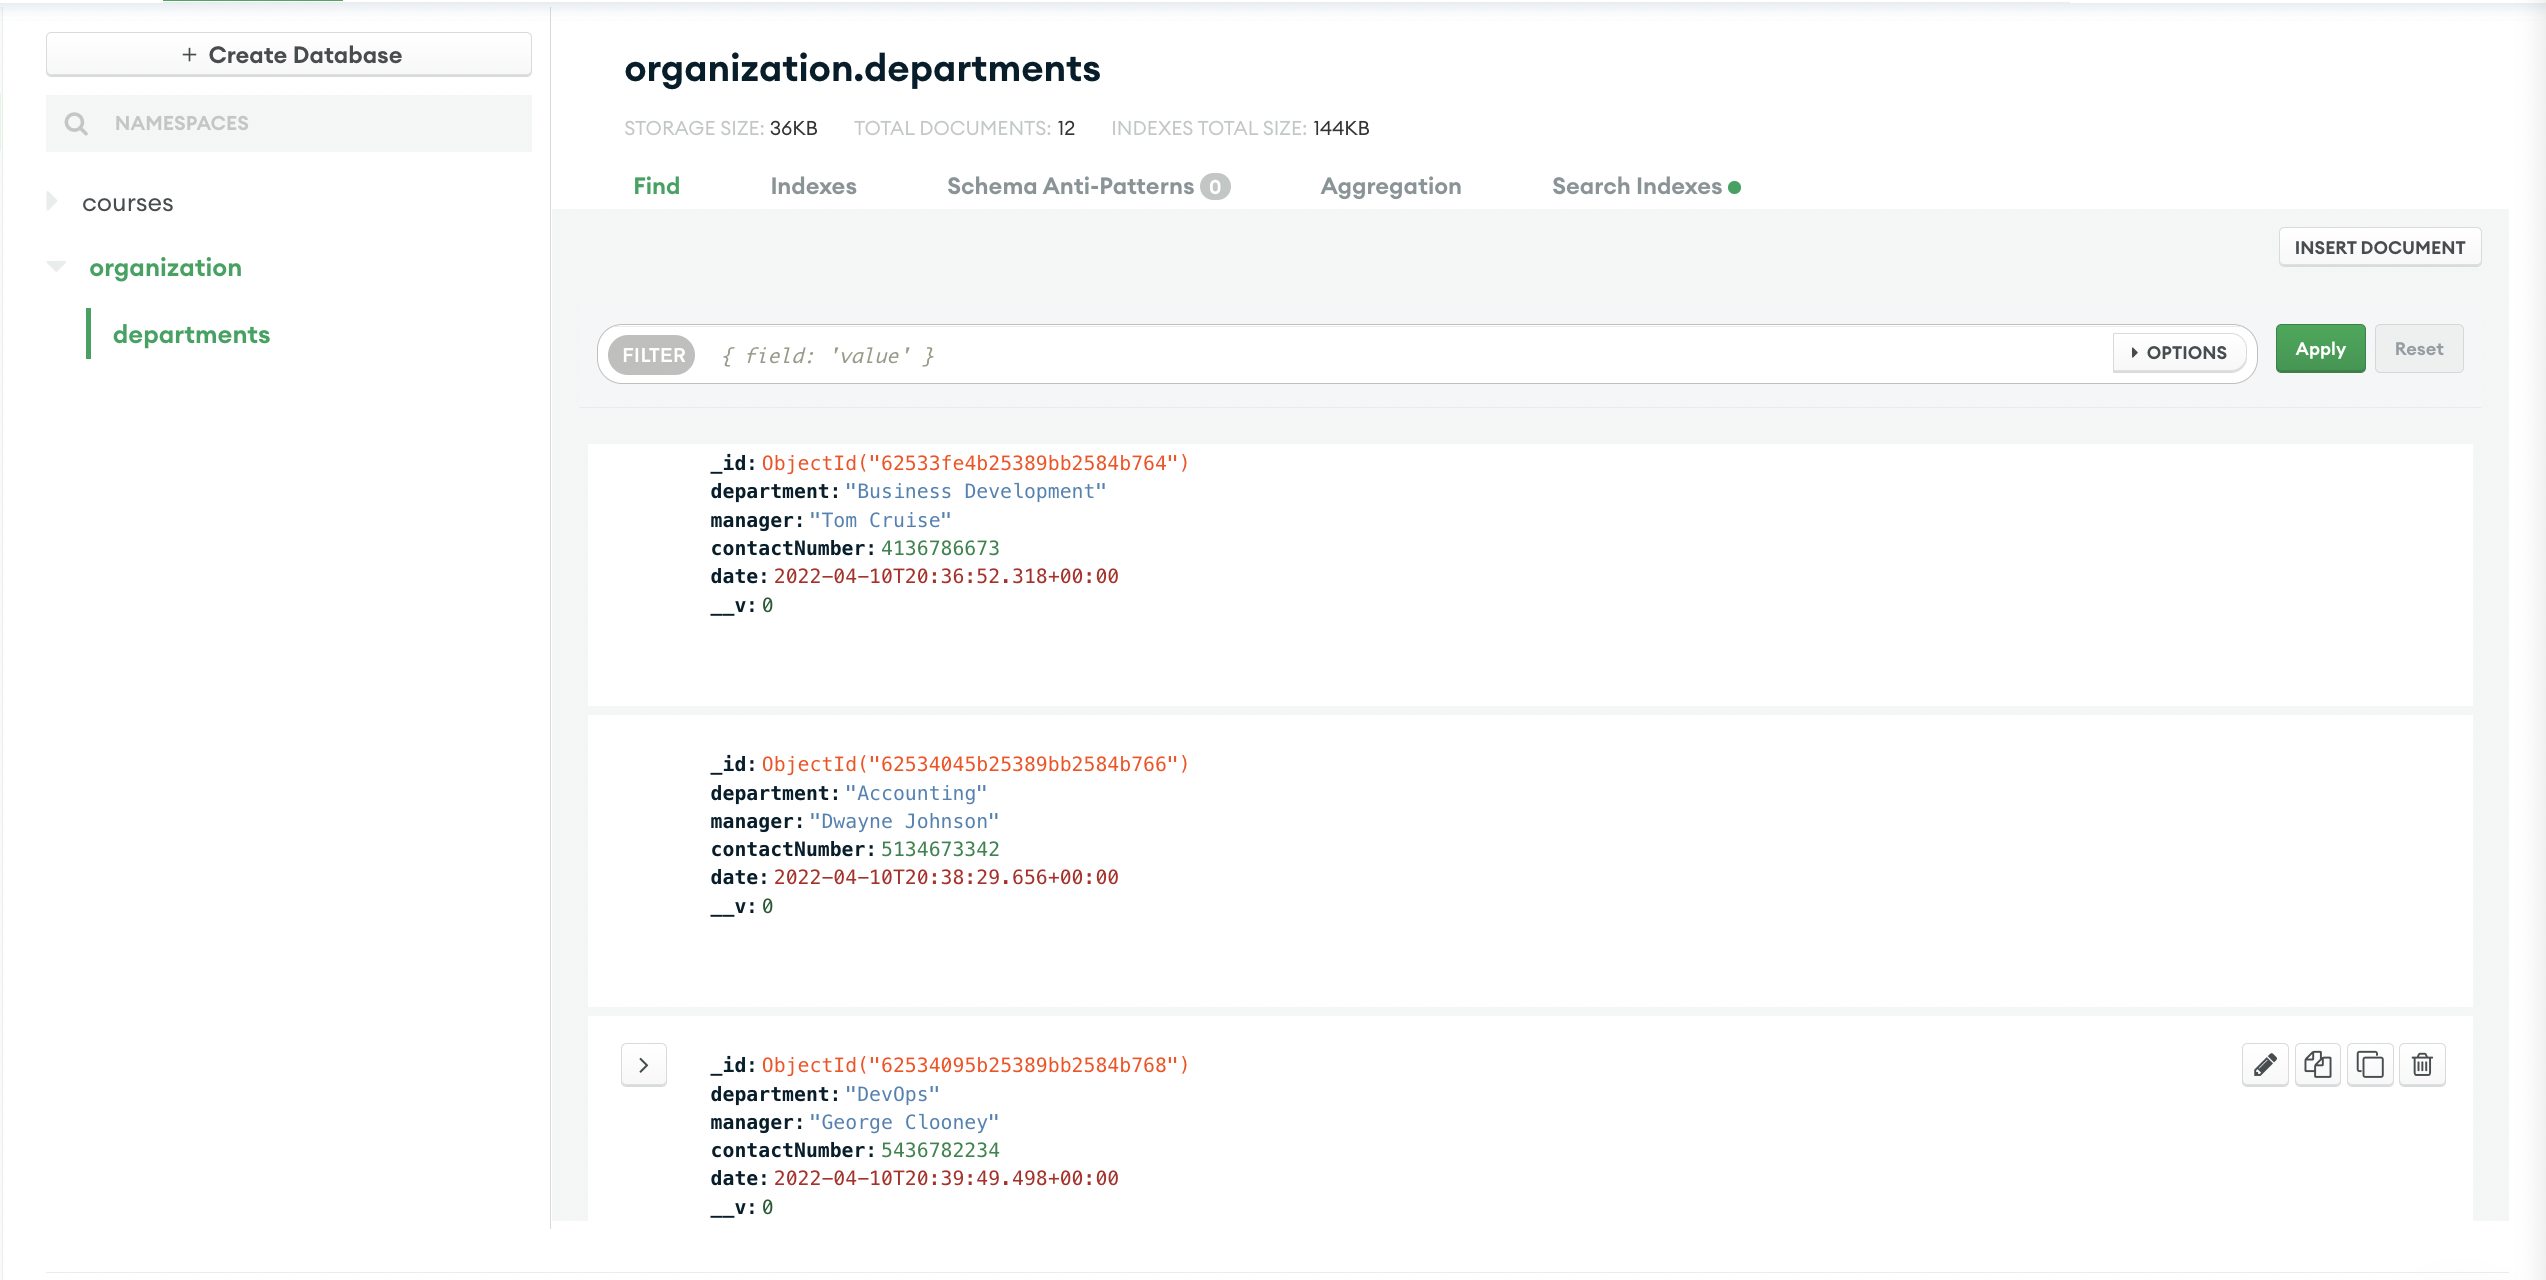 + Create Database
NAMESPACES
courses
organization
departments
organization.departments
STORAGE SIZE: 36KB TOTAL DOCUMENTS: 12 INDEXES TOTAL SIZE: 144KB
Find Indexes Schema Anti-Patterns 0 Aggregation Search Indexes
INSERT DOCUMENT
FILTER { field: 'value' } OPTIONS Apply Reset
_id: ObjectId("62533fe4b25389bb2584b764")
department: "Business Development"
manager: "Tom Cruise"
contactNumber: 4136786673
date: 2022-04-10T20:36:52.318+00:00
__v: 0
_id: ObjectId("62534045b25389bb2584b766")
department: "Accounting"
manager: "Dwayne Johnson"
contactNumber: 5134673342
date: 2022-04-10T20:38:29.656+00:00
__v: 0
_id: ObjectId("62534095b25389bb2584b768")
department: "DevOps"
manager: "George Clooney"
contactNumber: 5436782234
date: 2022-04-10T20:39:49.498+00:00
__v: 0